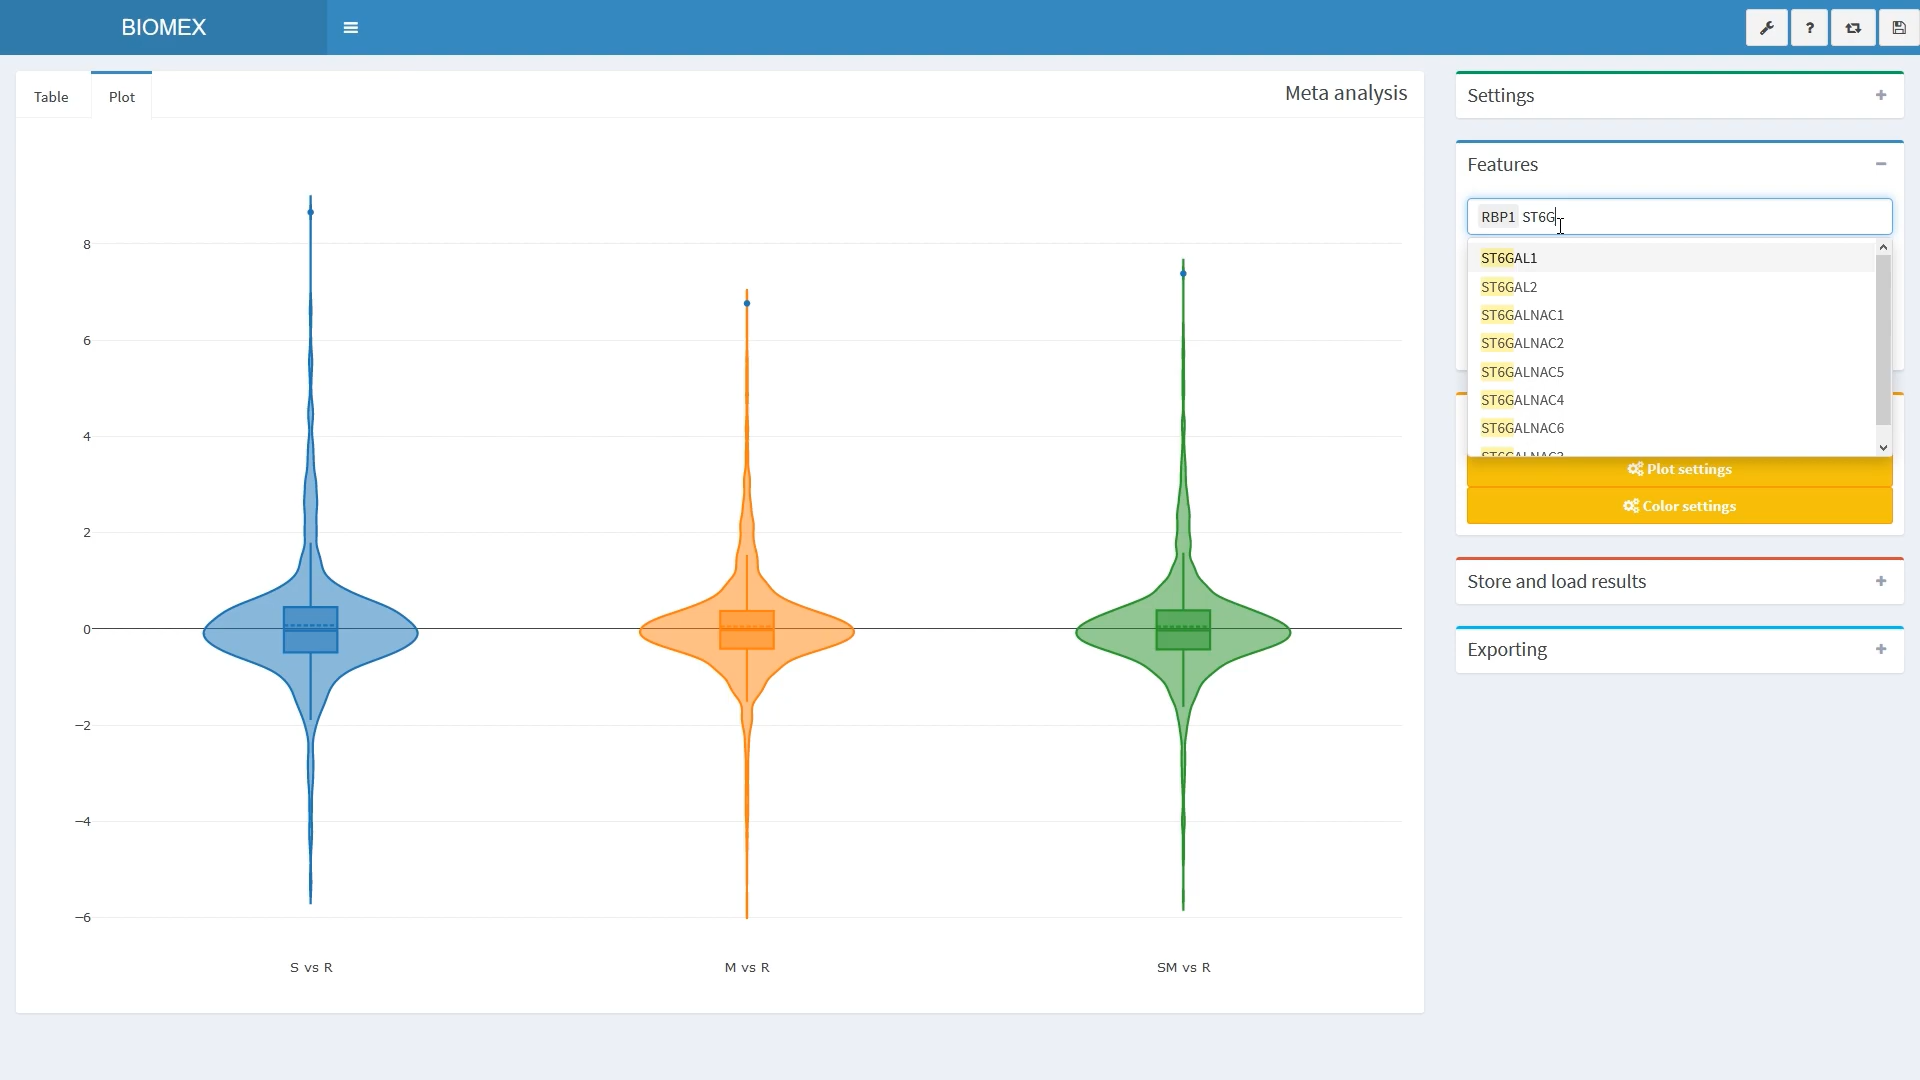 BIOMEX
?
Table
Plot
Meta analysis
Settings
Features
RBP1 ST6G
ST6GAL1
ST6GAL2
ST6GALNAC1
ST6GALNAC2
ST6GALNAC5
ST6GALNAC4
ST6GALNAC6
ST6GALNAC3
Plot settings
Color settings
Store and load results
Exporting
8
6
4
2
0
−2
−4
−6
S vs R
M vs R
SM vs R